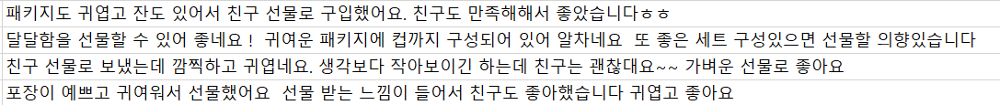 패키지도 귀엽고 잔도 있어서 친구 선물로 구입했어요. 친구도 만족해해서 좋았습니다ㅎㅎ
달달함을 선물할 수 있어 좋네요 ! 귀여운 패키지에 컵까지 구성되어 있어 알차네요 또 좋은 세트 구성있으면 선물할 의향있습니다
친구 선물로 보냈는데 깜찍하고 귀엽네요. 생각보다 작아보이긴 하는데 친구는 괜찮대요~~ 가벼운 선물로 좋아요
포장이 예쁘고 귀여워서 선물했어요 선물 받는 느낌이 들어서 친구도 좋아했습니다 귀엽고 좋아요